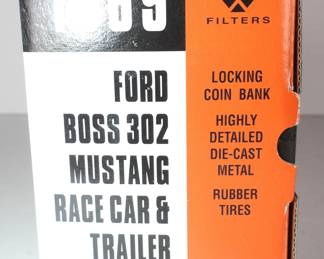 FILTERS
FORD
BOSS 302
MUSTANG
RACE CAR &
TRAILER
LOCKING
COIN BANK
HIGHLY
DETAILED
DIE-CAST
METAL
RUBBER
TIRES